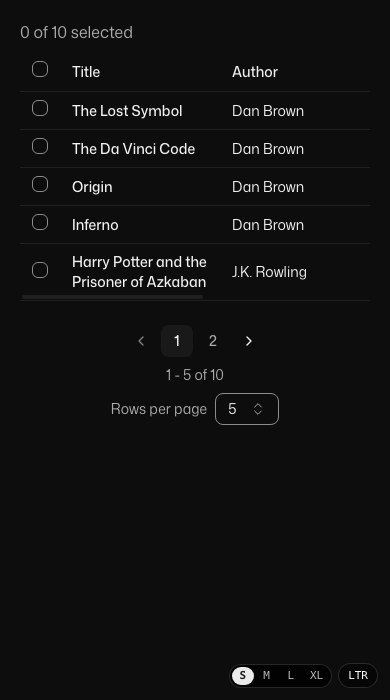 0 of 10 selected
Title Author
The Lost Symbol Dan Brown
The Da Vinci Code Dan Brown
Origin Dan Brown
Inferno Dan Brown
Harry Potter and the
Prisoner of Azkaban J.K. Rowling
1 2
1 - 5 of 10
Rows per page 5
S M L XL LTR